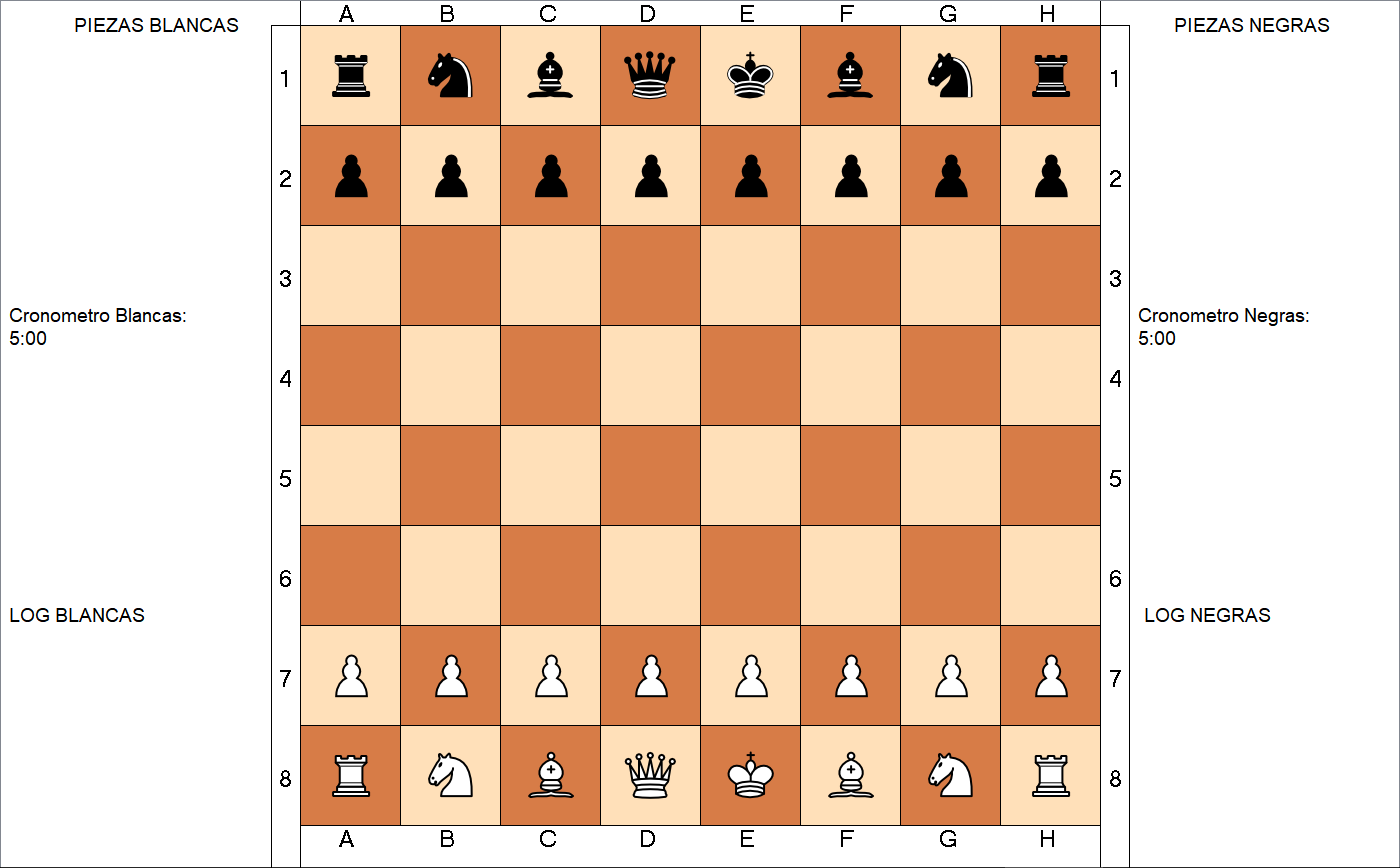 A B C D E F G H
PIEZAS BLANCAS
PIEZAS NEGRAS
1 1
2 2
3 3
Cronometro Blancas:
5:00
Cronometro Negras:
5:00
4 4
5 5
6 6
LOG BLANCAS
LOG NEGRAS
7 7
8 8
A B C D E F G H